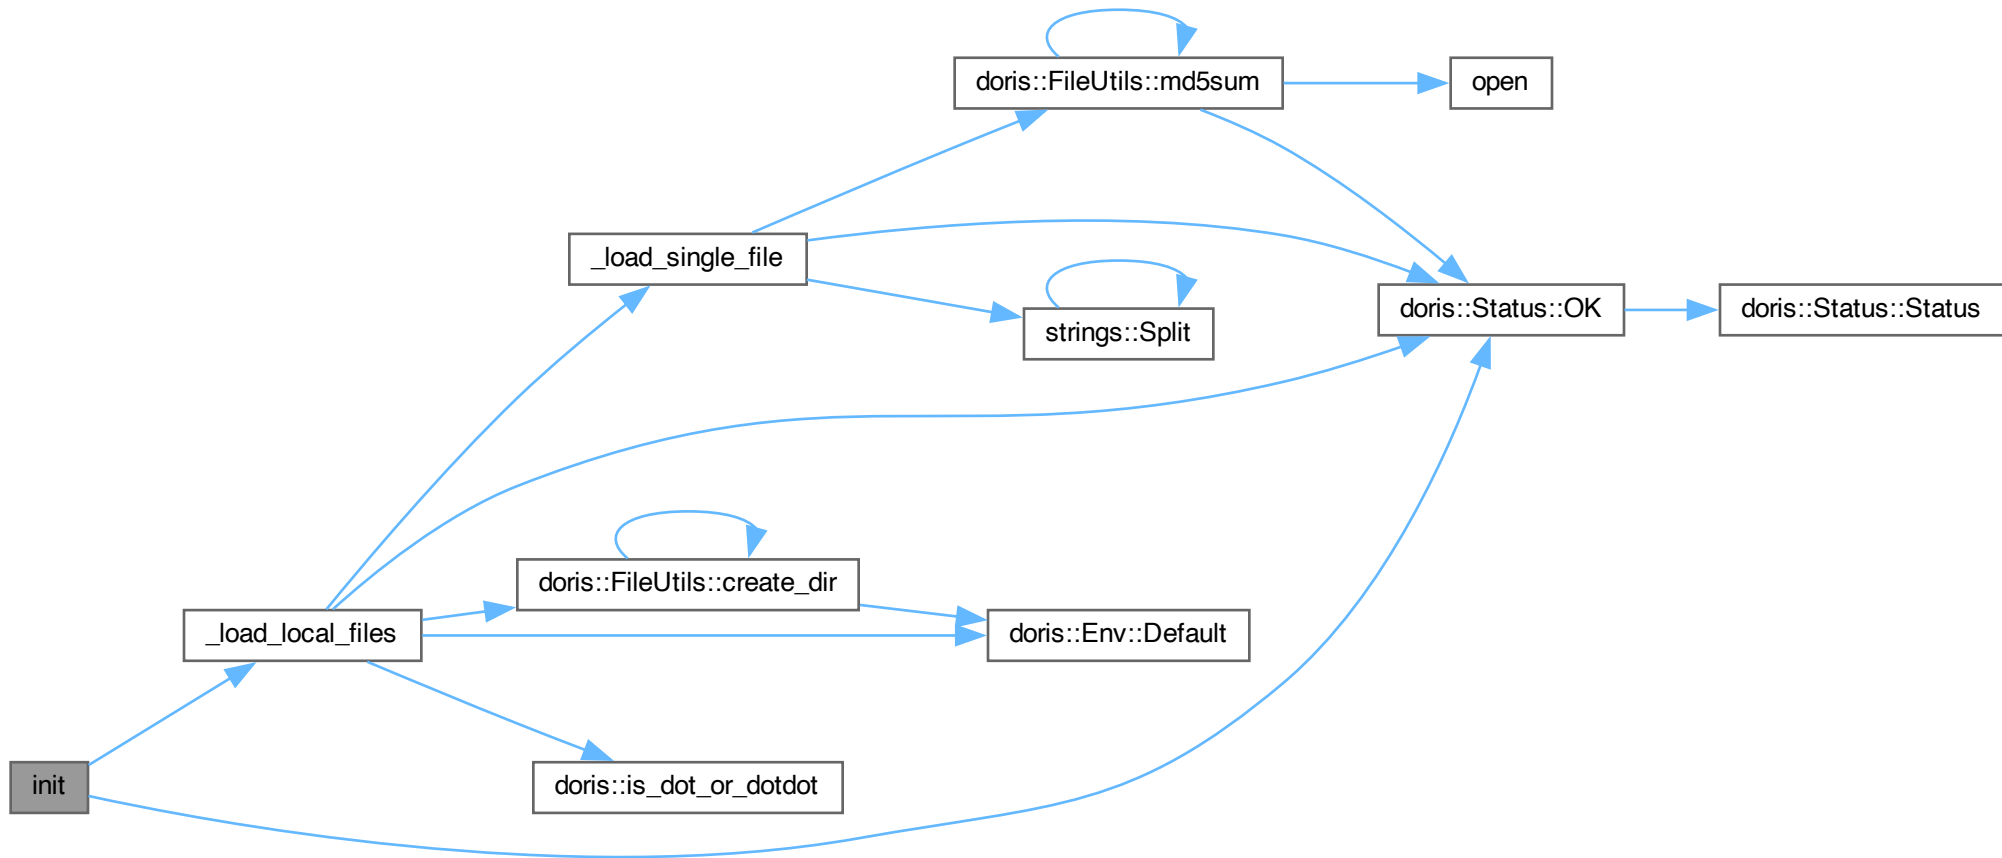 doris::FileUtils::md5sum
open
_load_single_file
doris::Status::OK
doris::Status::Status
strings::Split
doris::FileUtils::create_dir
_load_local_files
doris::Env::Default
init
doris::is_dot_or_dotdot